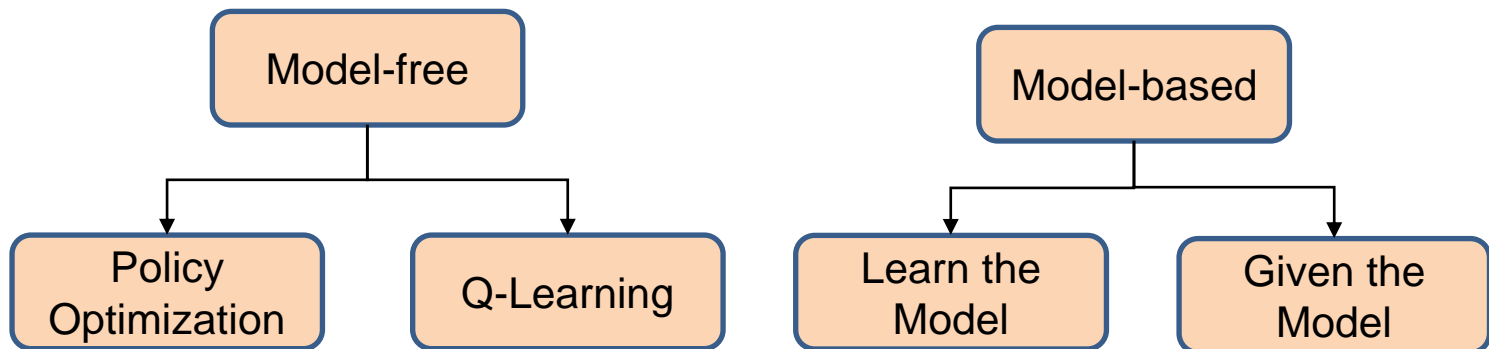 Model-free
Model-based
Policy
Optimization
Q-Learning
Learn the
Model
Given the
Model